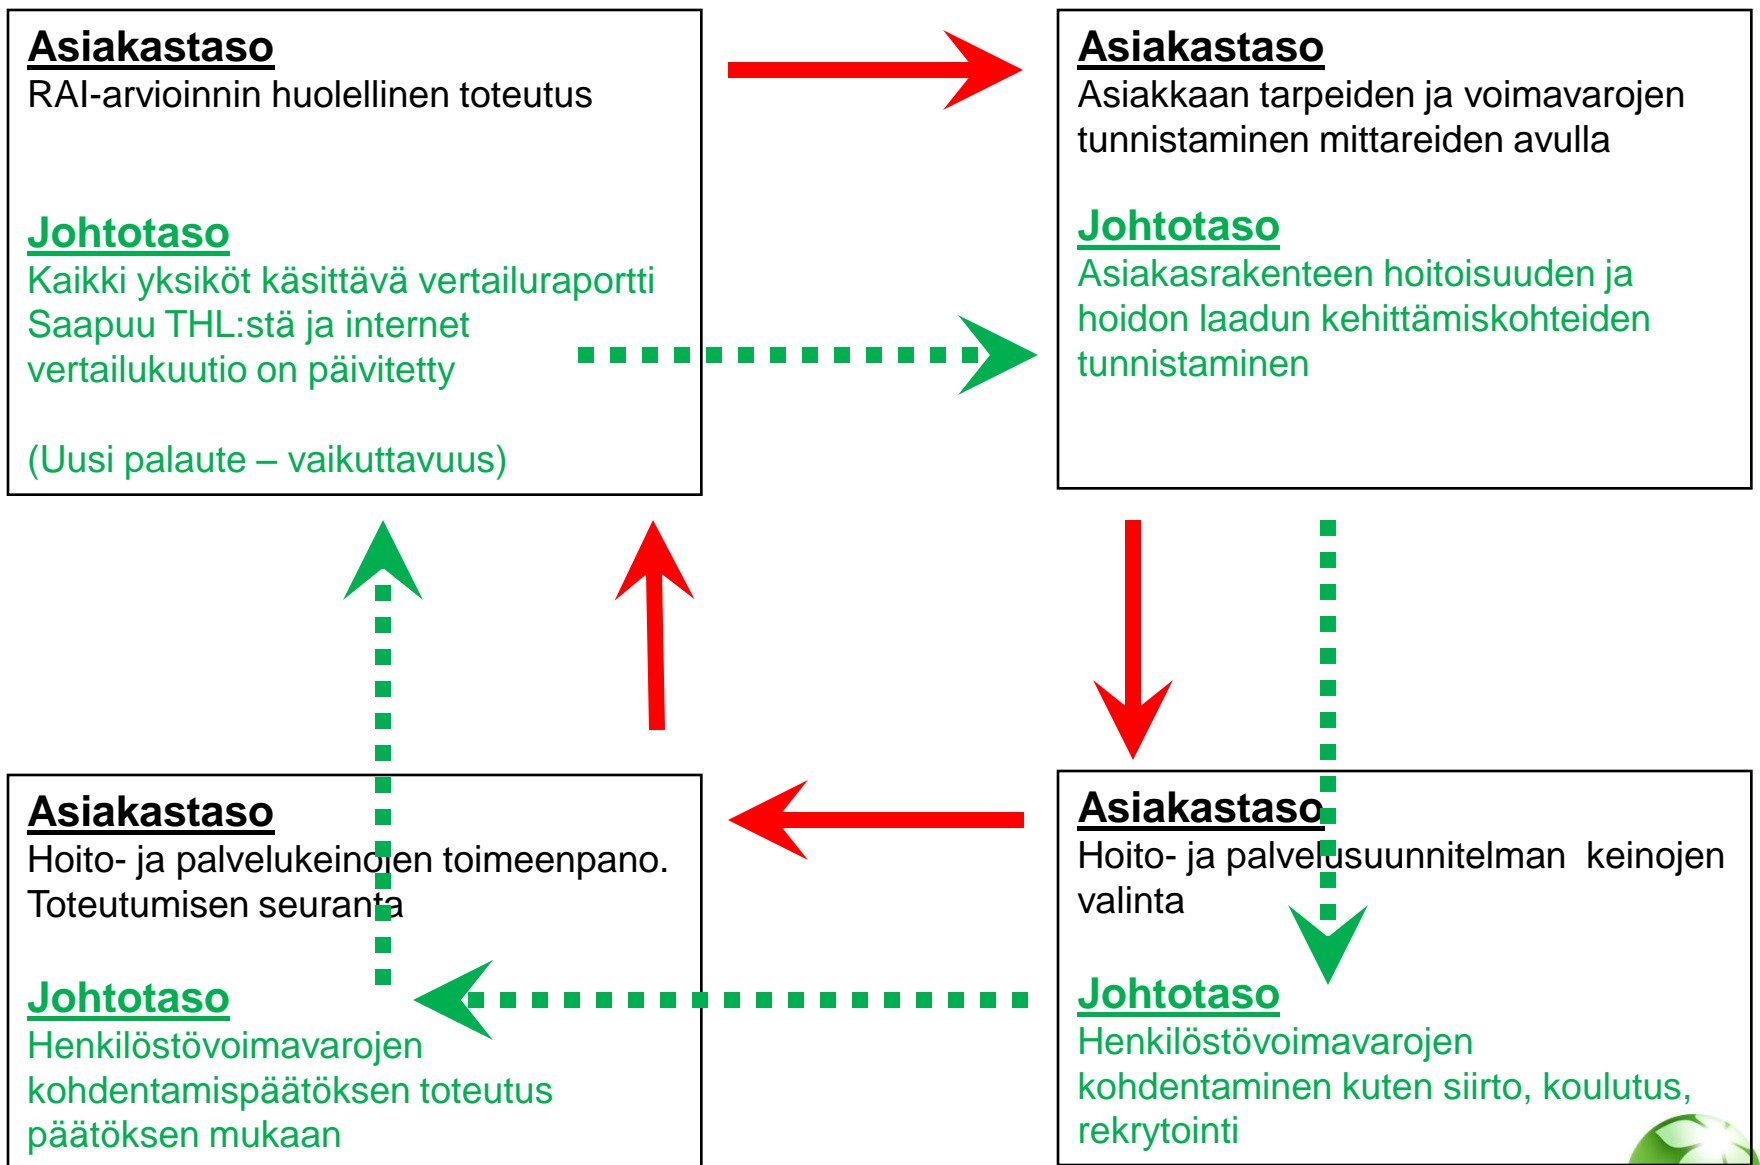 Asiakastaso
RAI-arvioinnin huolellinen toteutus
Johtotaso
Kaikki yksiköt käsittävä vertailuraportti
Saapuu THL:stä ja internet
vertailukuutio on päivitetty
(Uusi palaute – vaikuttavuus)
Asiakastaso
Asiakkaan tarpeiden ja voimavarojen
tunnistaminen mittareiden avulla
Johtotaso
Asiakasrakenteen hoitoisuuden ja
hoidon laadun kehittämiskohteiden
tunnistaminen
Asiakastaso
Hoito- ja palvelukeinojen toimeenpano.
Toteutumisen seuranta
Johtotaso
Henkilöstövoimavarojen
kohdentamispäätöksen toteutus
päätöksen mukaan
Asiakastaso
Hoito- ja palvelusuunnitelman  keinojen
valinta
Johtotaso
Henkilöstövoimavarojen
kohdentaminen kuten siirto, koulutus,
rekrytointi